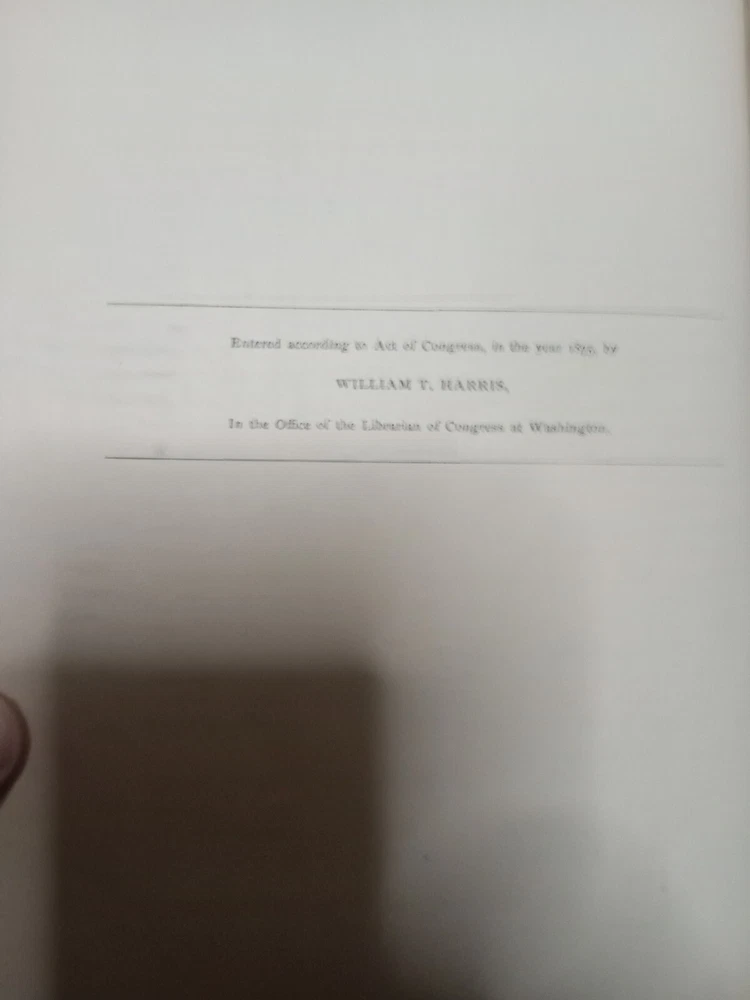 Entered according to Act of Congress, in the year by
WILLIAM T. HARRIS,
In the Office of the Librarian of Congress at Washington.